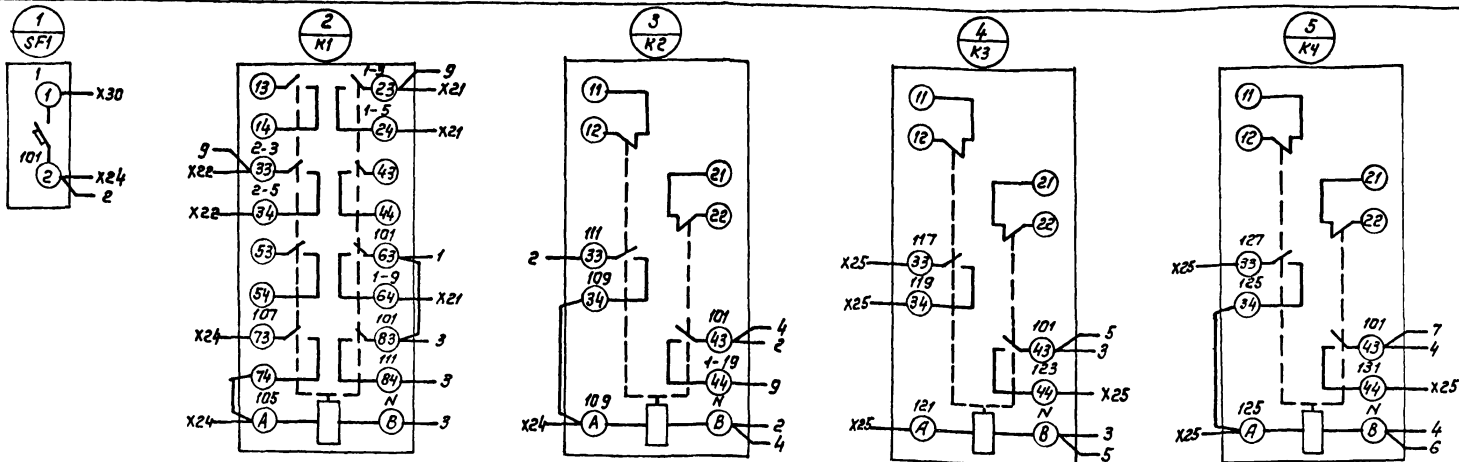 1
SF1
1
1
X30
101
2
X24
2
2
K1
13
1-4
23
9
X21
14
1-5
24
X21
9
2-3
X22
33
43
2-5
X22
34
44
53
101
63
1
54
1-9
64
X21
107
X24
73
101
83
3
74
111
84
3
105
X24
A
N
B
3
3
K2
11
12
21
22
111
2
33
109
34
101
43
4
2
1-19
44
9
109
X24
A
N
B
2
4
4
K3
11
12
21
22
117
X25
33
119
X25
34
101
43
5
3
123
44
X25
121
X25
A
N
B
3
5
5
K4
11
12
21
22
127
X25
33
125
34
101
43
7
4
131
44
X25
125
X25
A
N
B
4
6